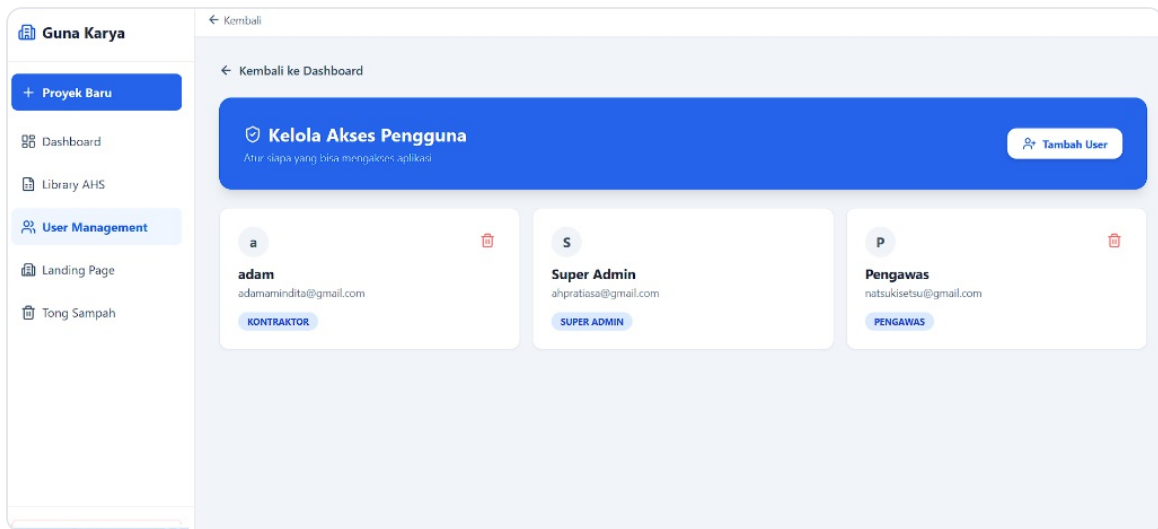 Guna Karya
← Kembali
+ Proyek Baru
Dashboard
Library AHS
User Management
Landing Page
Tong Sampah
← Kembali ke Dashboard
Kelola Akses Pengguna
Atur siapa yang bisa mengakses aplikasi
Tambah User
a
adam
adamamindita@gmail.com
KONTRAKTOR
S
Super Admin
ahpratiasa@gmail.com
SUPER ADMIN
P
Pengawas
natsukisetsu@gmail.com
PENGAWAS